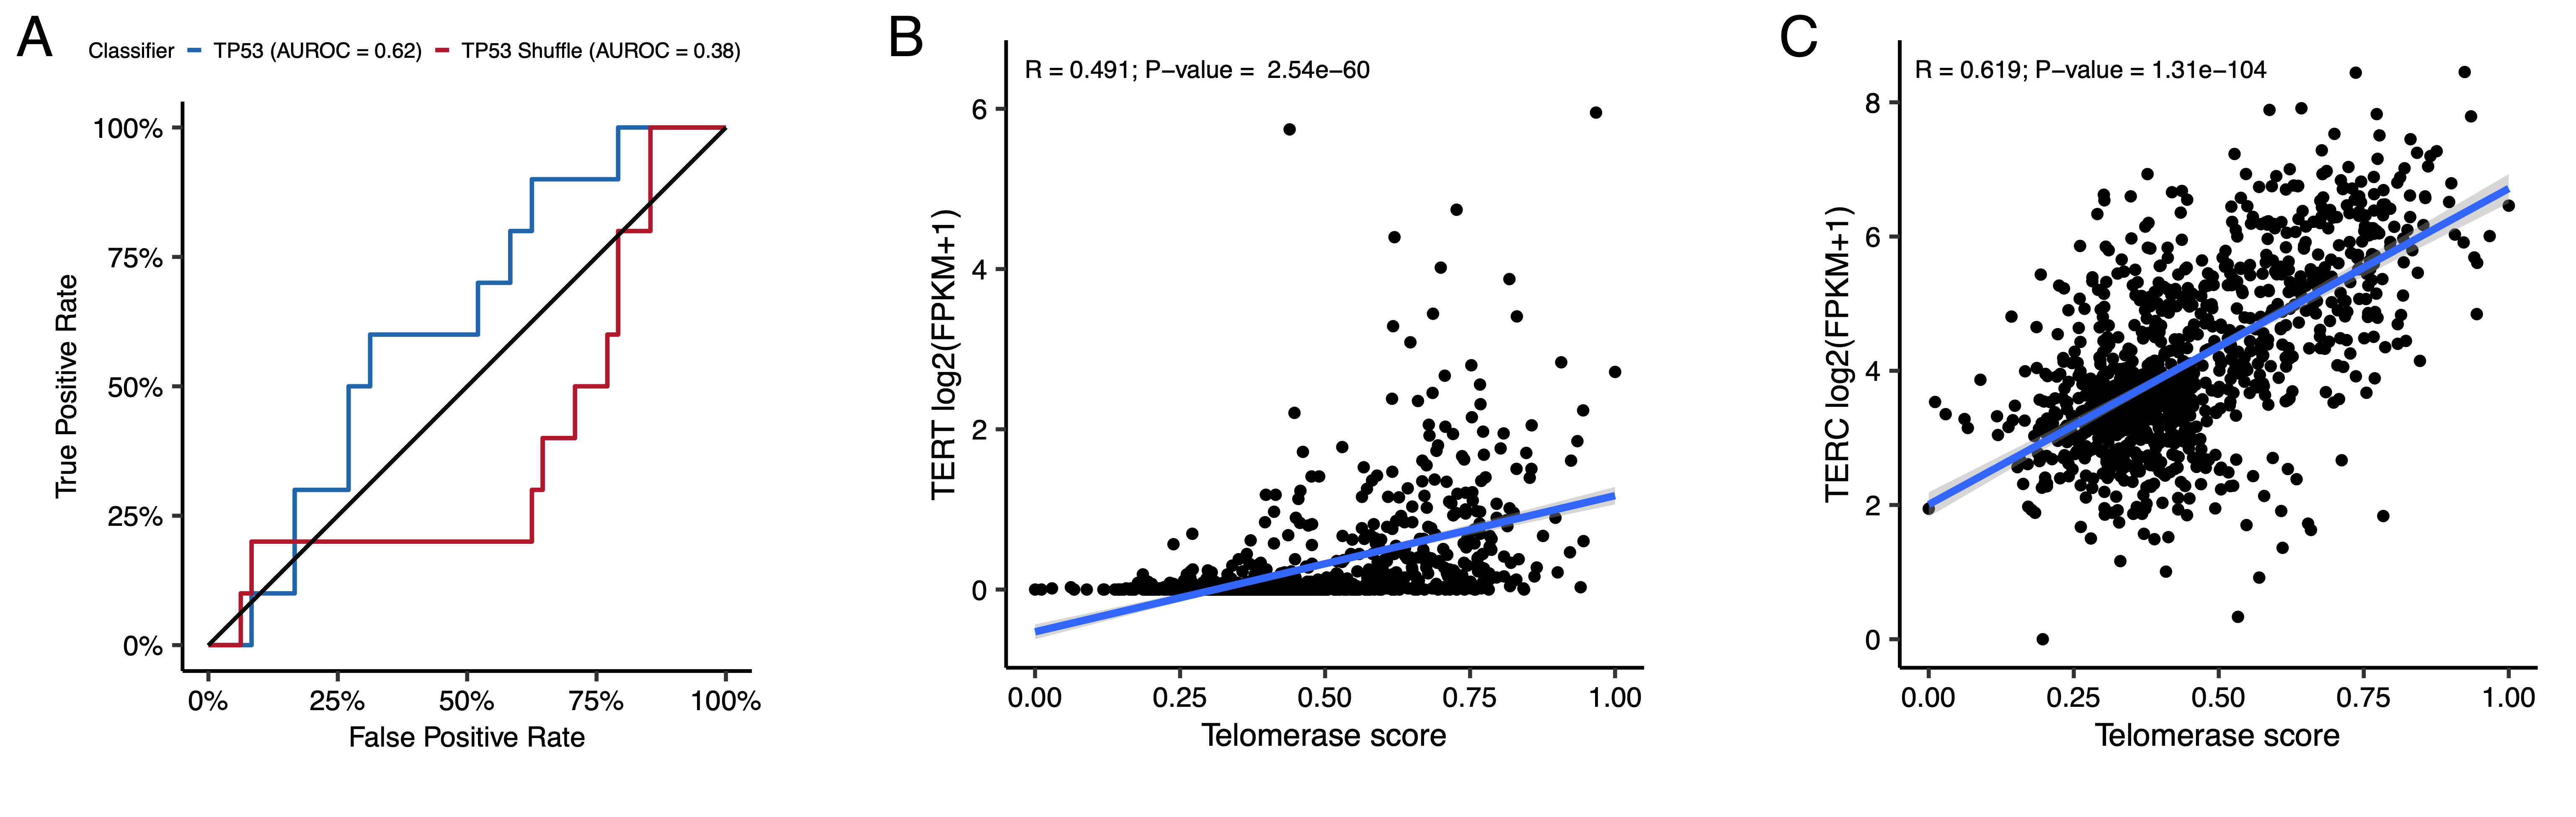 A
Classifier TP53 (AUROC = 0.62) TP53 Shuffle (AUROC = 0.38)
100%
75%
50%
25%
0%
True Positive Rate
0% 25% 50% 75% 100%
False Positive Rate
B
R = 0.491; P−value = 2.54e−60
6
4
2
0
TERT log2(FPKM+1)
0.00 0.25 0.50 0.75 1.00
Telomerase score
C
R = 0.619; P−value = 1.31e−104
8
6
4
2
0
TERC log2(FPKM+1)
0.00 0.25 0.50 0.75 1.00
Telomerase score